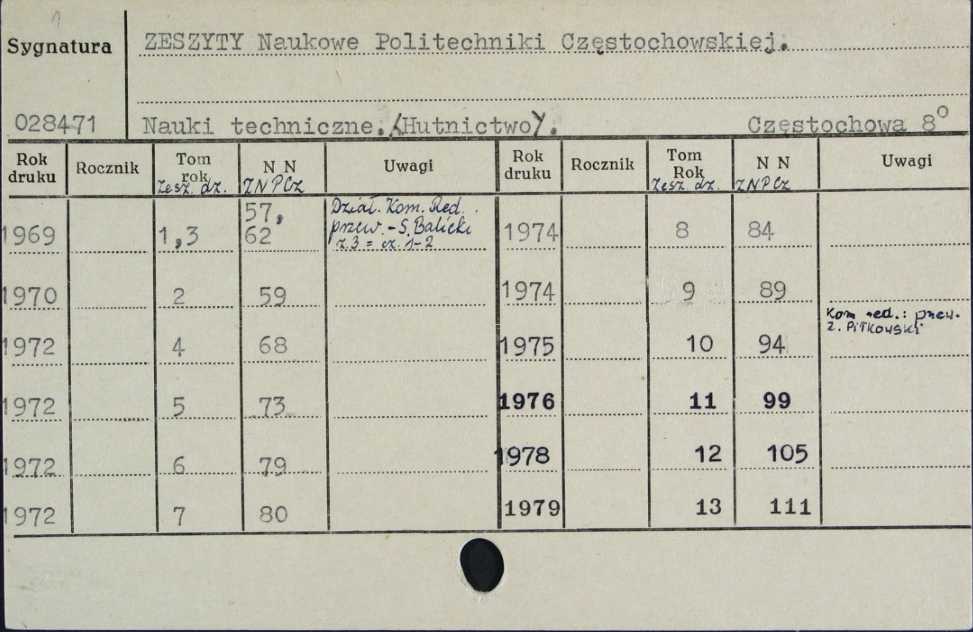 1
Sygnatura
ZESZYTY Naukowe Politechniki Częstochowskiej.
028471
Nauki techniczne. (Hutnictwo).
Częstochowa 8º
Rok druku Rocznik Tom rok Zesz. dz. N N ZNPCz Uwagi Rok druku Rocznik Tom Rok Zesz dz. N N ZNPCz Uwagi
1969 1,3 57, 62 Dział. Kom. Red. przew. - S. Balicki z.3 = cz. 1-2 1974 8 84
1970 2 59 1974 9 89
1972 4 68 1975 10 94 Kom red.: przew. Z. Piłkowski
1972 5 73 1976 11 99
1972 6 79 1978 12 105
1972 7 80 1979 13 111